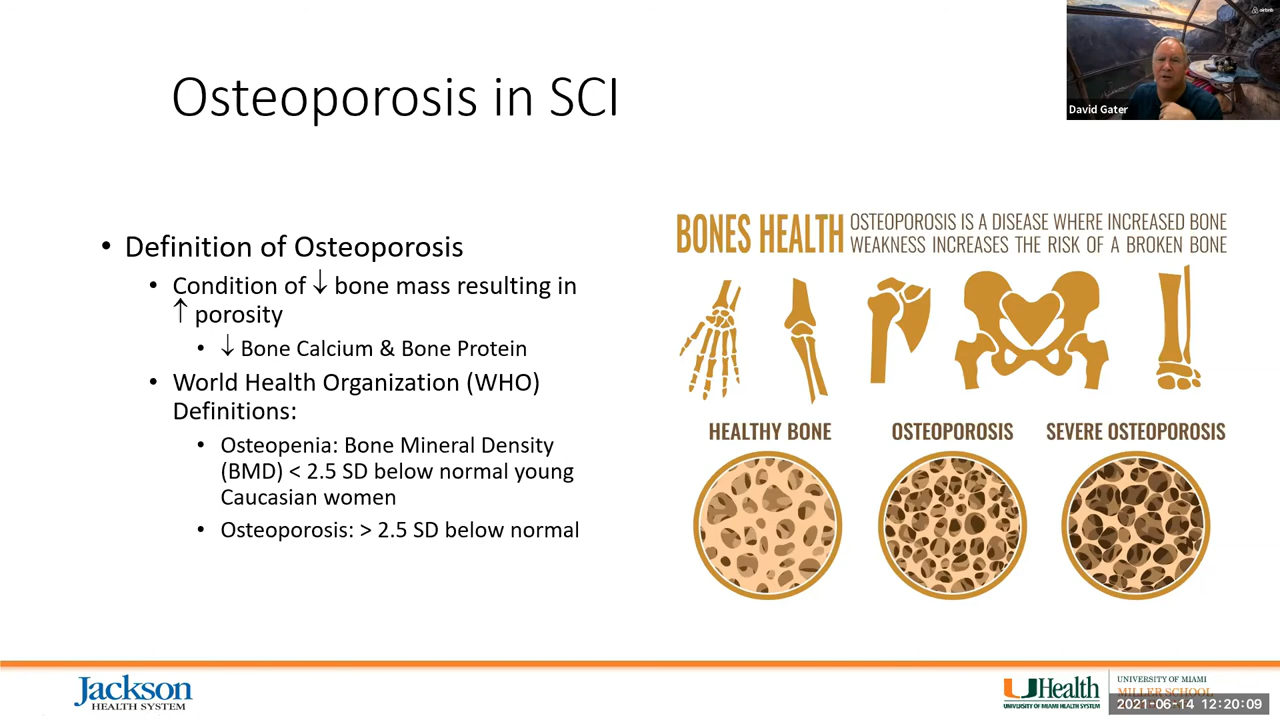 Osteoporosis in SCI
airbnb
David Gater
• Definition of Osteoporosis
• Condition of ↓ bone mass resulting in
↑ porosity
• ↓ Bone Calcium & Bone Protein
• World Health Organization (WHO)
Definitions:
• Osteopenia: Bone Mineral Density
(BMD) < 2.5 SD below normal young
Caucasian women
• Osteoporosis: > 2.5 SD below normal
BONES HEALTH
OSTEOPOROSIS IS A DISEASE WHERE INCREASED BONE
WEAKNESS INCREASES THE RISK OF A BROKEN BONE
HEALTHY BONE
OSTEOPOROSIS
SEVERE OSTEOPOROSIS
Jackson
HEALTH SYSTEM
UHealth
UNIVERSITY OF MIAMI HEALTH SYSTEM
UNIVERSITY OF MIAMI
MILLER SCHOOL
2021-06-14 12:20:09